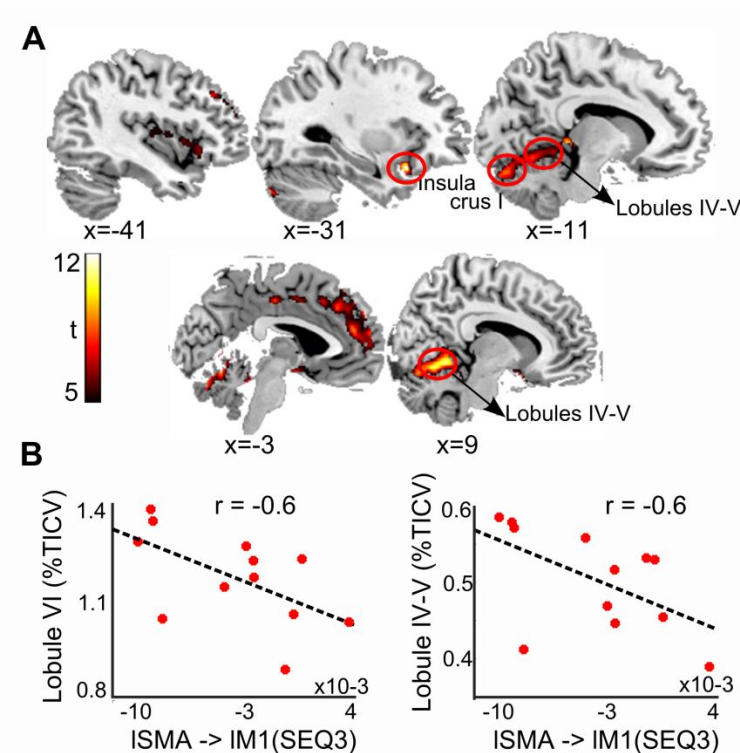 A
Insula
crus I
Lobules IV-V
x=-41
x=-31
x=-11
12
t
5
Lobules IV-V
x=-3
x=9
B
Lobule VI (%TICV)
1.4
1.1
0.8
r = -0.6
x10-3
-10
-3
4
lSMA -> lM1(SEQ3)
Lobule IV-V (%TICV)
0.6
0.5
0.4
r = -0.6
x10-3
-10
-3
4
lSMA -> lM1(SEQ3)